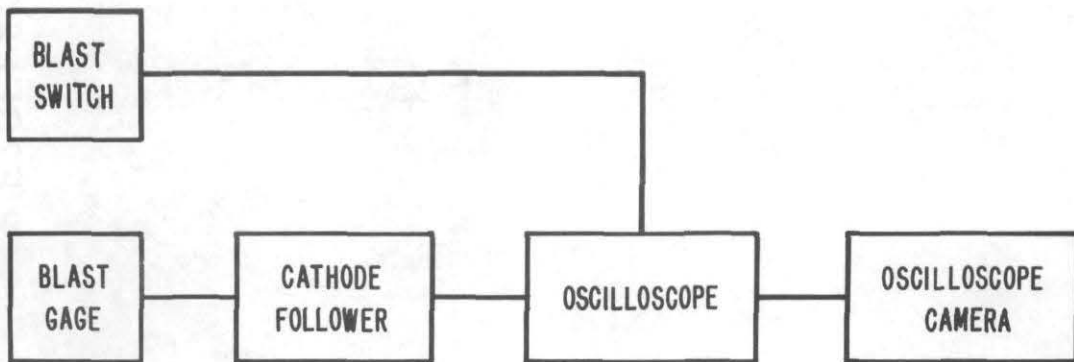 BLAST
SWITCH
BLAST
GAGE
CATHODE
FOLLOWER
OSCILLOSCOPE
OSCILLOSCOPE
CAMERA